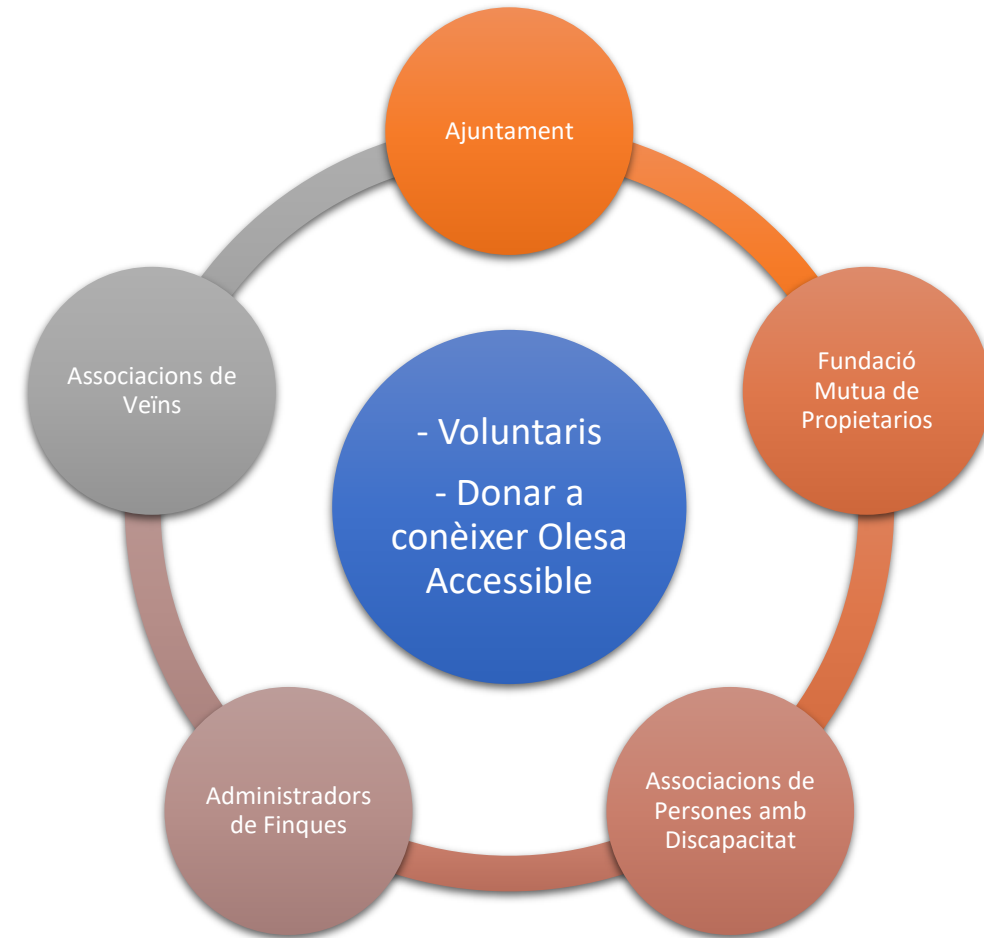 Ajuntament
Fundació
Mutua de
Propietarios
Associacions de
Persones amb
Discapacitat
Administradors
de Finques
Associacions de
Veïns
- Voluntaris
- Donar a
conèixer Olesa
Accessible